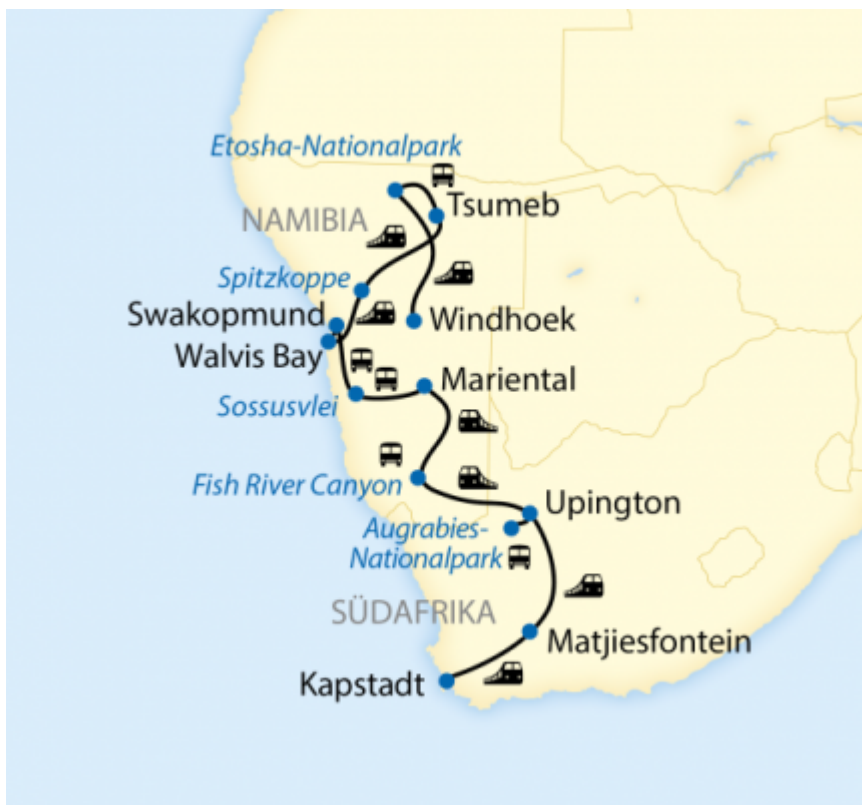 Etosha-Nationalpark
Tsumeb
NAMIBIA
Spitzkoppe
Swakopmund
Windhoek
Walvis Bay
Mariental
Sossusvlei
Fish River Canyon
Upington
Augrabies-
Nationalpark
SÜDAFRIKA
Matjiesfontein
Kapstadt